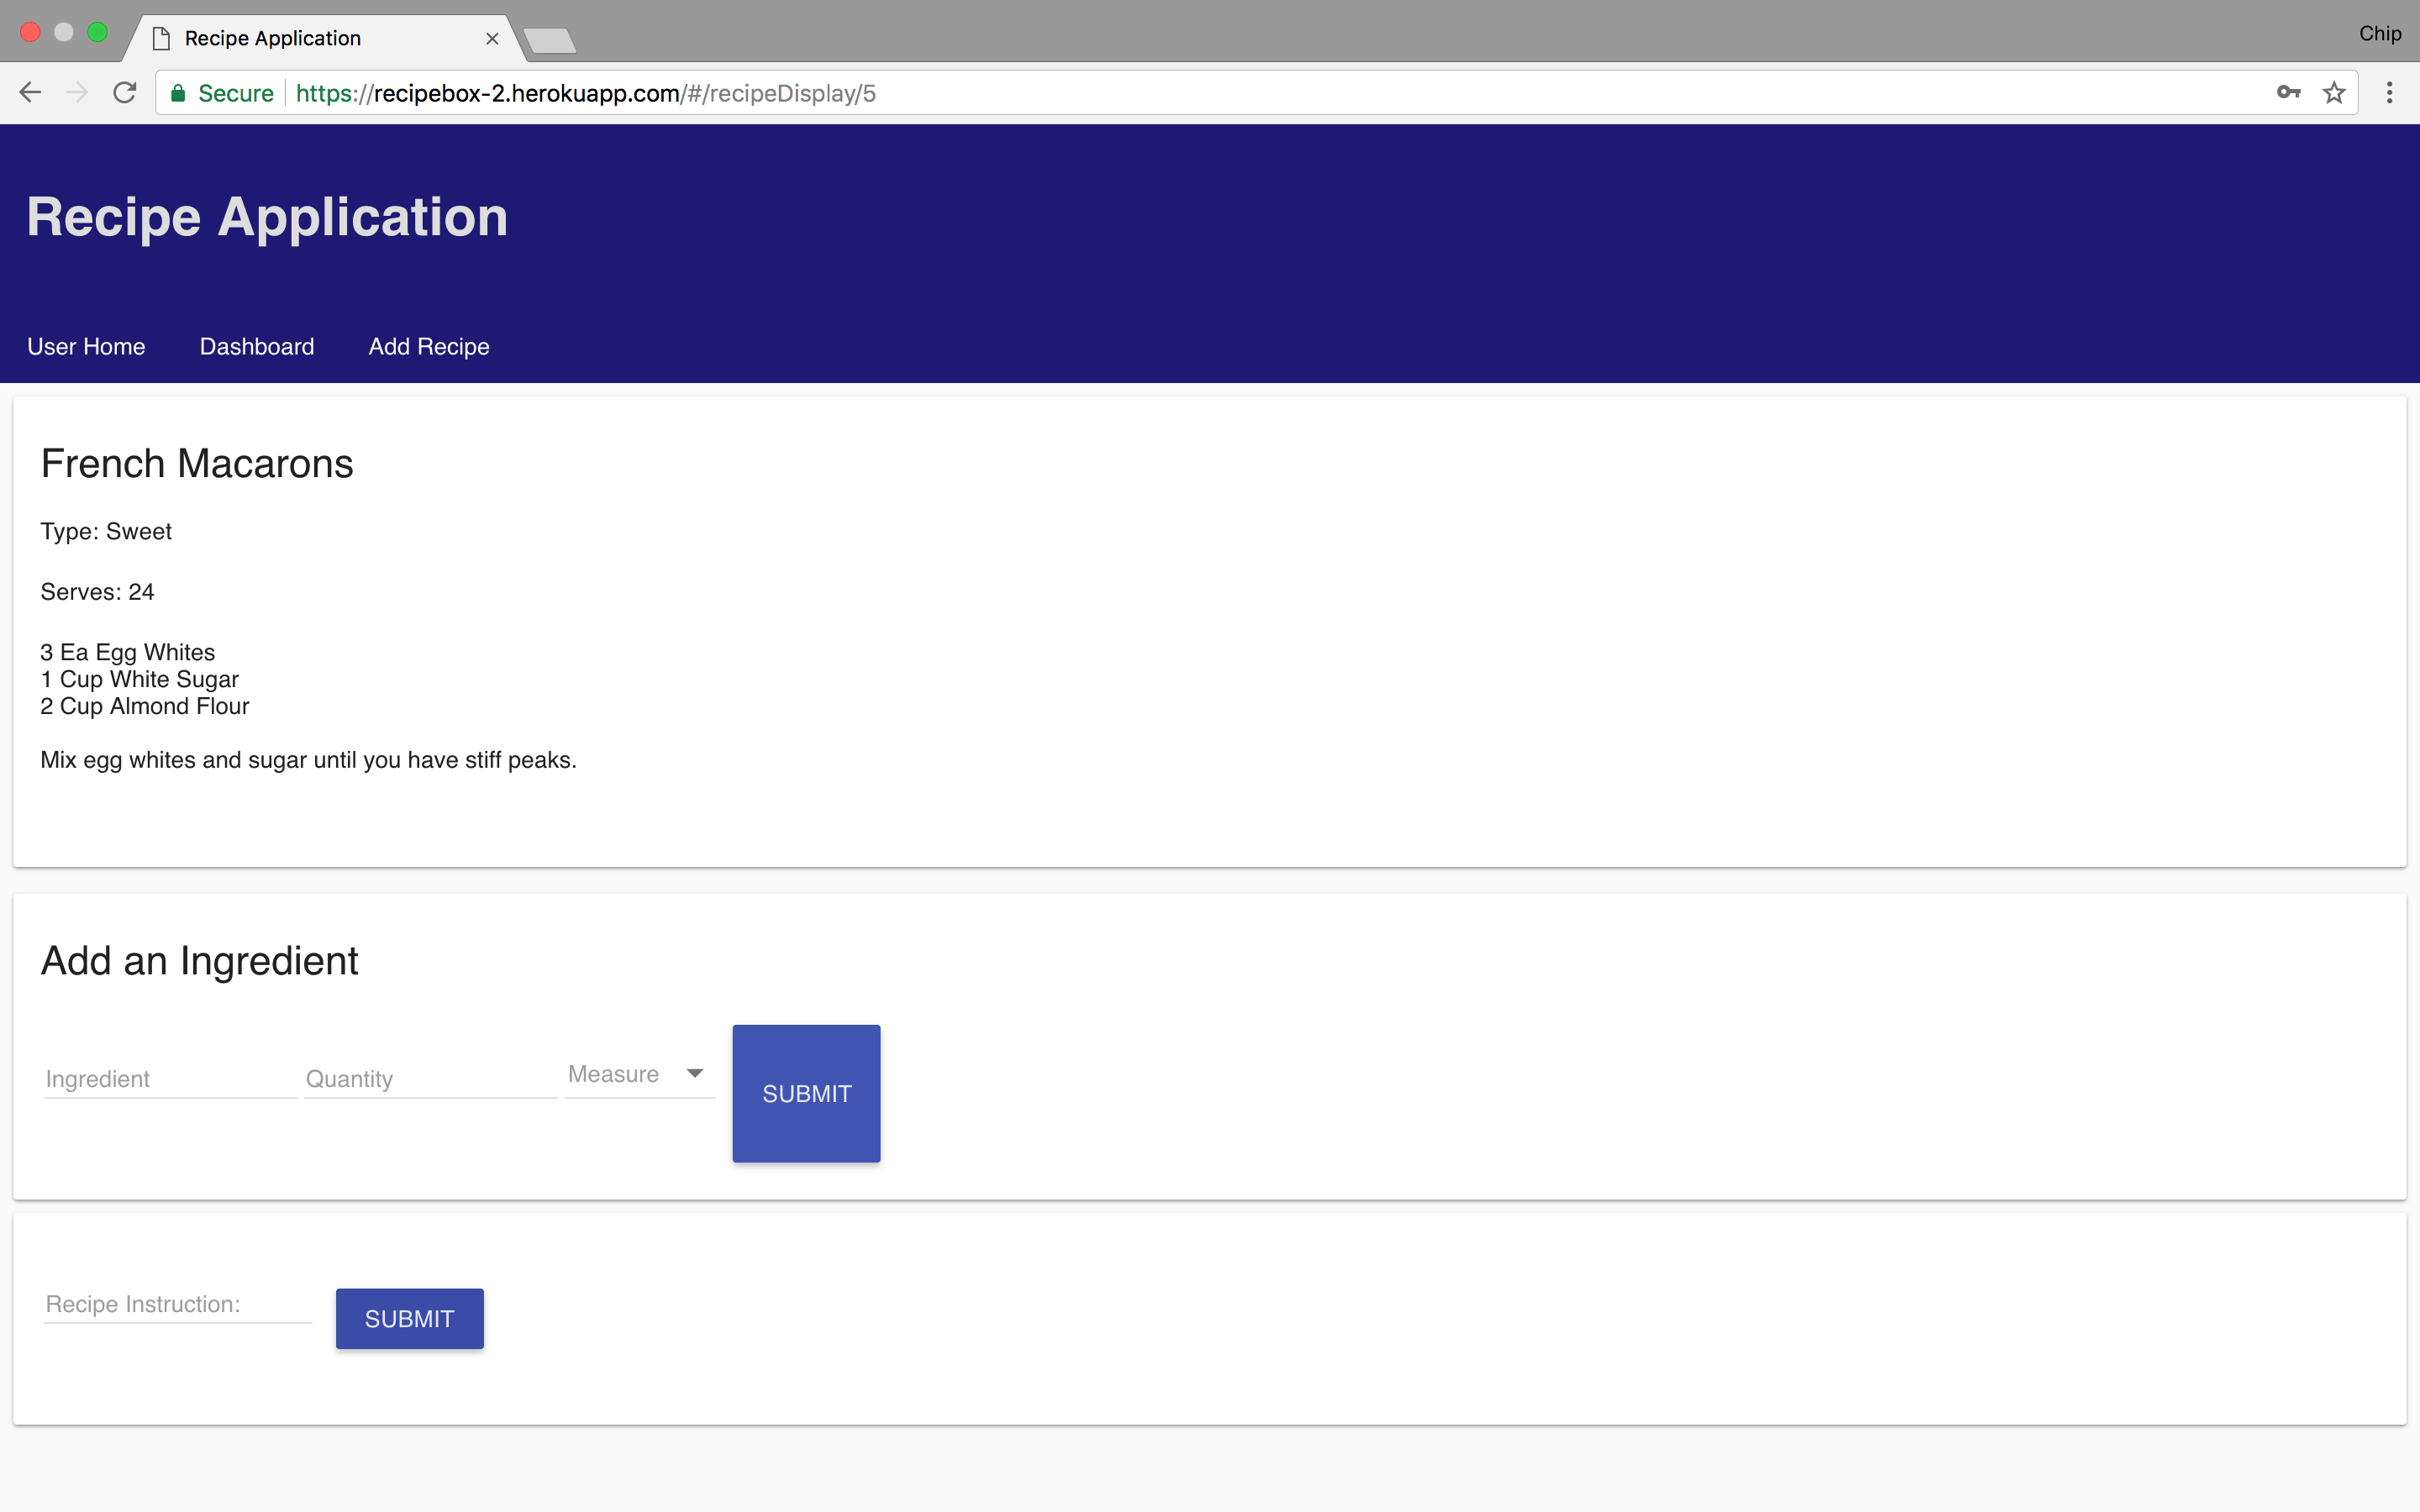 Recipe Application
Chip
Secure https://recipebox-2.herokuapp.com/#/recipeDisplay/5
Recipe Application
User Home Dashboard Add Recipe
French Macarons
Type: Sweet
Serves: 24
3 Ea Egg Whites
1 Cup White Sugar
2 Cup Almond Flour
Mix egg whites and sugar until you have stiff peaks.
Add an Ingredient
Ingredient Quantity Measure SUBMIT
Recipe Instruction: SUBMIT